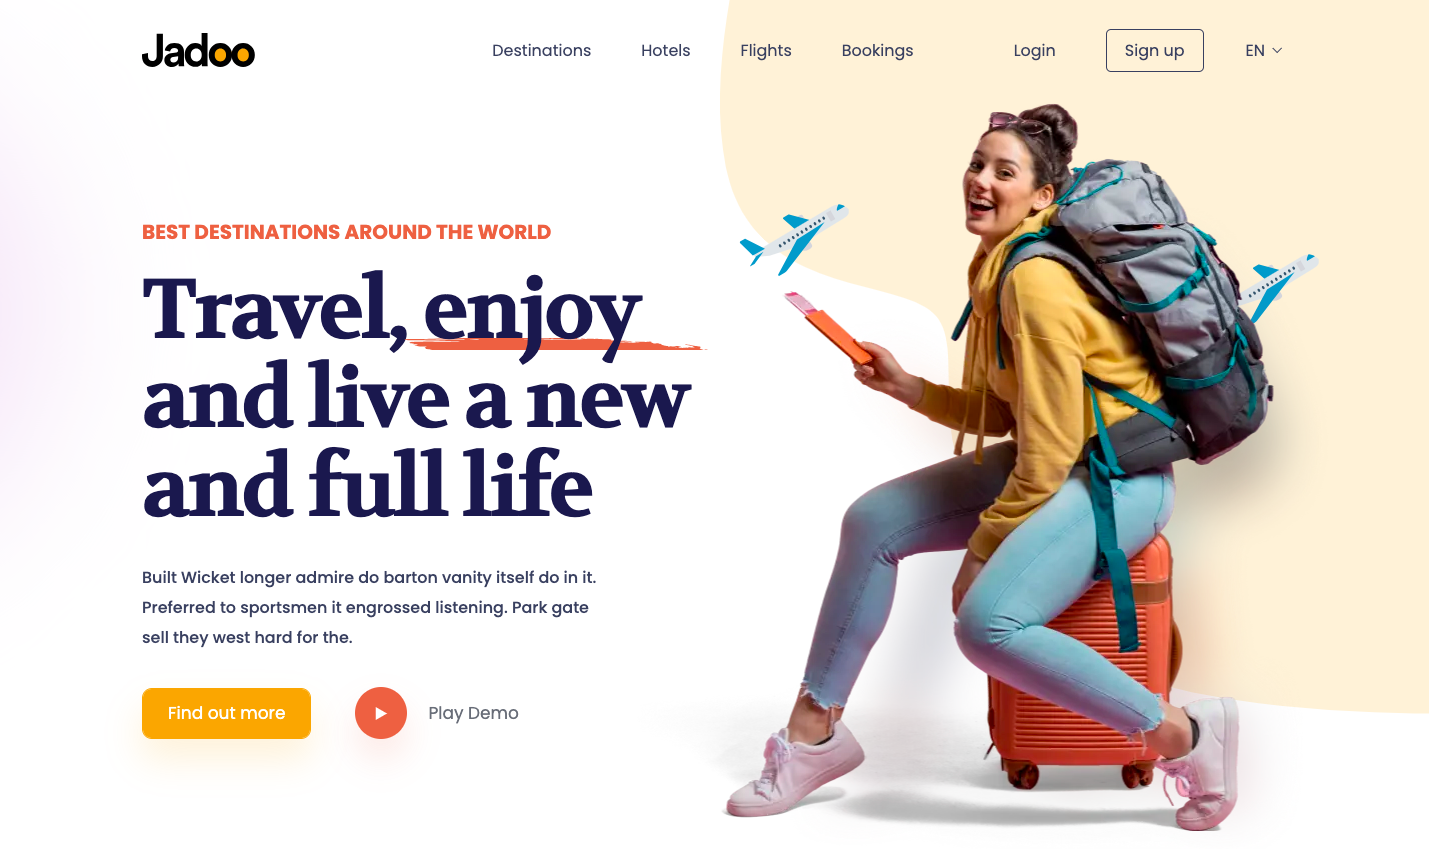 Jadoo
Destinations
Hotels
Flights
Bookings
Login
Sign up
EN
BEST DESTINATIONS AROUND THE WORLD
Travel, enjoy
and live a new
and full life
Built Wicket longer admire do barton vanity itself do in it.
Preferred to sportsmen it engrossed listening. Park gate
sell they west hard for the.
Find out more
Play Demo